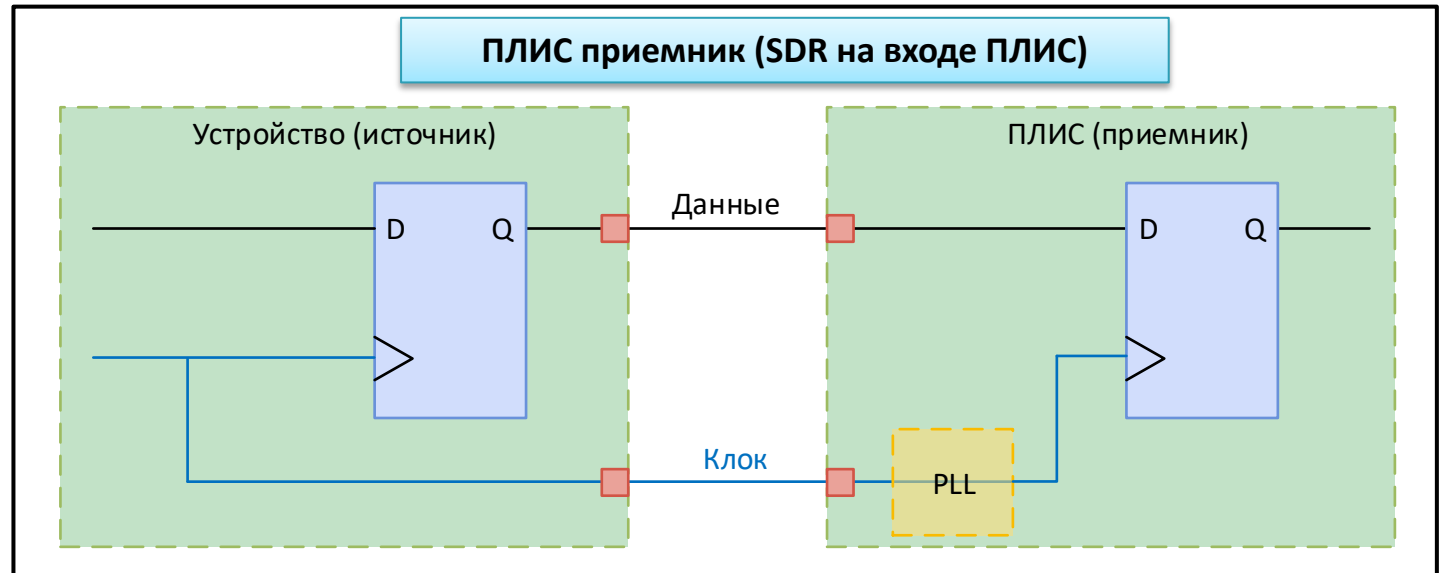 ПЛИС приемник (SDR на входе ПЛИС)
Устройство (источник)
ПЛИС (приемник)
Данные
D
Q
D
Q
Клок
PLL